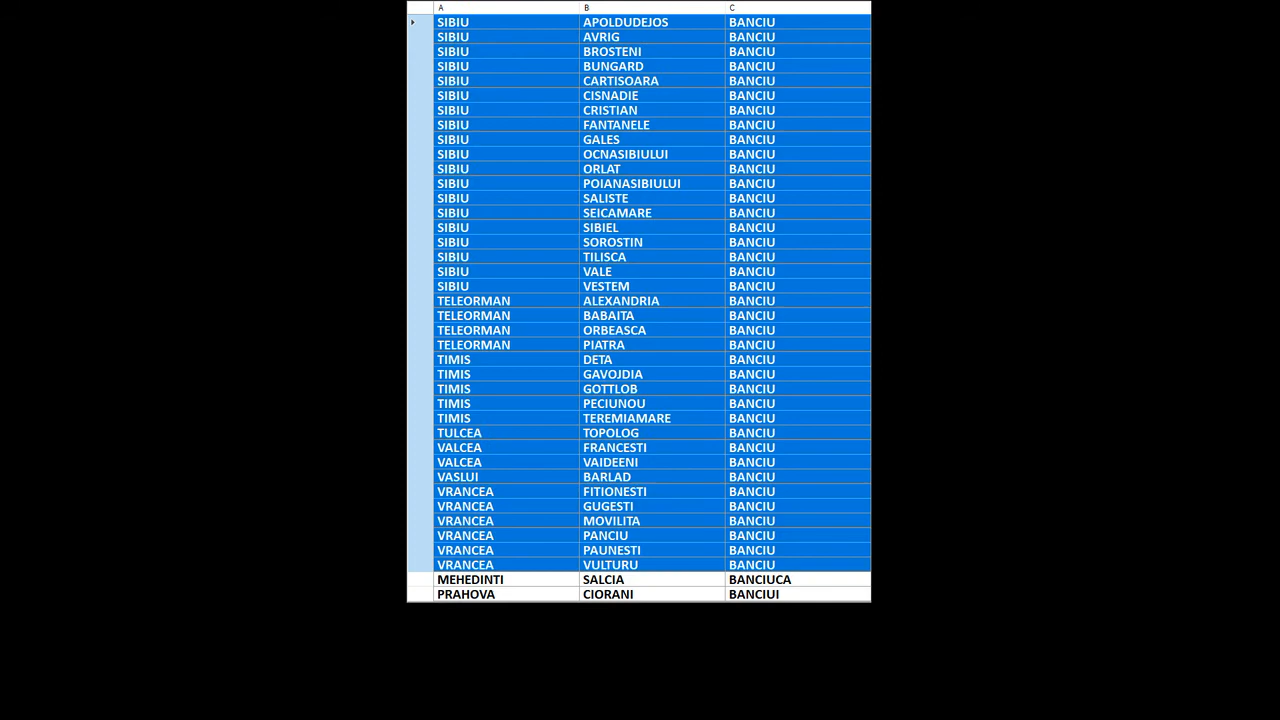 A B C
SIBIU APOLDUDEJOS BANCIU
SIBIU AVRIG BANCIU
SIBIU BROSTENI BANCIU
SIBIU BUNGARD BANCIU
SIBIU CARTISOARA BANCIU
SIBIU CISNADIE BANCIU
SIBIU CRISTIAN BANCIU
SIBIU FANTANELE BANCIU
SIBIU GALES BANCIU
SIBIU OCNASIBIULUI BANCIU
SIBIU ORLAT BANCIU
SIBIU POIANASIBIULUI BANCIU
SIBIU SALISTE BANCIU
SIBIU SEICAMARE BANCIU
SIBIU SIBIEL BANCIU
SIBIU SOROSTIN BANCIU
SIBIU TILISCA BANCIU
SIBIU VALE BANCIU
SIBIU VESTEM BANCIU
TELEORMAN ALEXANDRIA BANCIU
TELEORMAN BABAITA BANCIU
TELEORMAN ORBEASCA BANCIU
TELEORMAN PIATRA BANCIU
TIMIS DETA BANCIU
TIMIS GAVOJDIA BANCIU
TIMIS GOTTLOB BANCIU
TIMIS PECIUNOU BANCIU
TIMIS TEREMIAMARE BANCIU
TULCEA TOPOLOG BANCIU
VALCEA FRANCESTI BANCIU
VALCEA VAIDEENI BANCIU
VASLUI BARLAD BANCIU
VRANCEA FITIONESTI BANCIU
VRANCEA GUGESTI BANCIU
VRANCEA MOVILITA BANCIU
VRANCEA PANCIU BANCIU
VRANCEA PAUNESTI BANCIU
VRANCEA VULTURU BANCIU
MEHEDINTI SALCIA BANCIUCA
PRAHOVA CIORANI BANCIUI